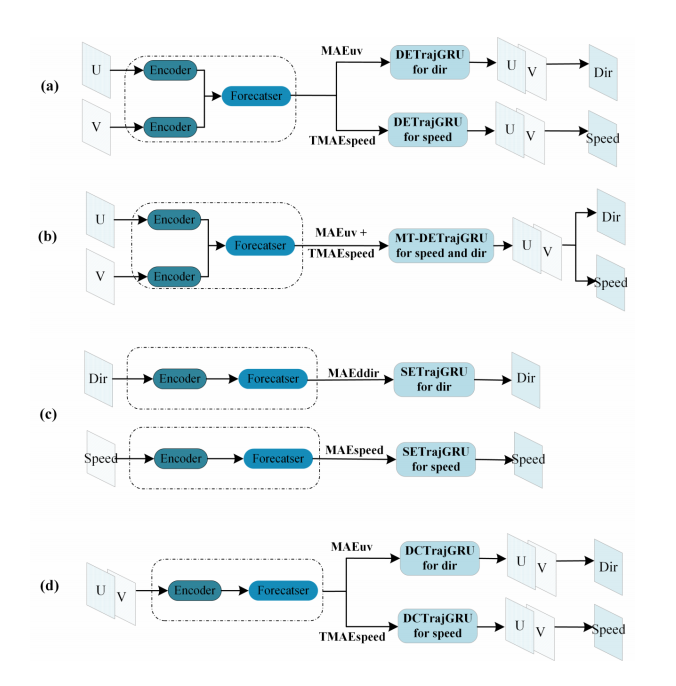 (a)
U
V
Encoder
Encoder
Forecatser
MAEuv
TMAEspeed
DETrajGRU
for dir
DETrajGRU
for speed
U
V
U
V
Dir
Speed
(b)
U
V
Encoder
Encoder
Forecatser
MAEuv +
TMAEspeed
MT-DETrajGRU
for speed and dir
U
V
Dir
Speed
(c)
Dir
Encoder
Forecatser
MAEddir
SETrajGRU
for dir
Dir
Speed
Encoder
Forecatser
MAEspeed
SETrajGRU
for speed
Speed
(d)
U
V
Encoder
Forecatser
MAEuv
TMAEspeed
DCTrajGRU
for dir
DCTrajGRU
for speed
U
V
U
V
Dir
Speed